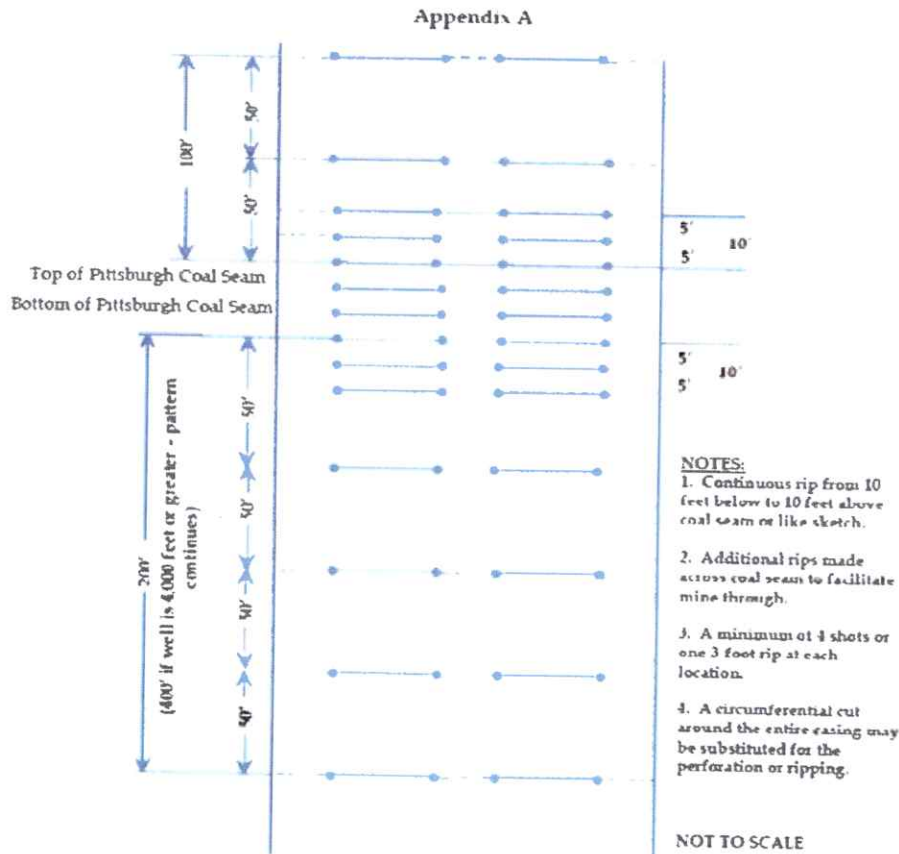 Appendix A
50'
100'
50'
5'
10'
5'
Top of Pittsburgh Coal Seam
Bottom of Pittsburgh Coal Seam
5'
10'
5'
50'
200'
(400' if well is 4,000 feet or greater - pattern
continues)
50'
50'
50'
NOTES:
1. Continuous rip from 10
feet below to 10 feet above
coal seam or like sketch.
2. Additional rips made
across coal seam to facilitate
mine through.
3. A minimum of 4 shots or
one 3 foot rip at each
location.
4. A circumferential cut
around the entire casing may
be substituted for the
perforation or ripping.
NOT TO SCALE